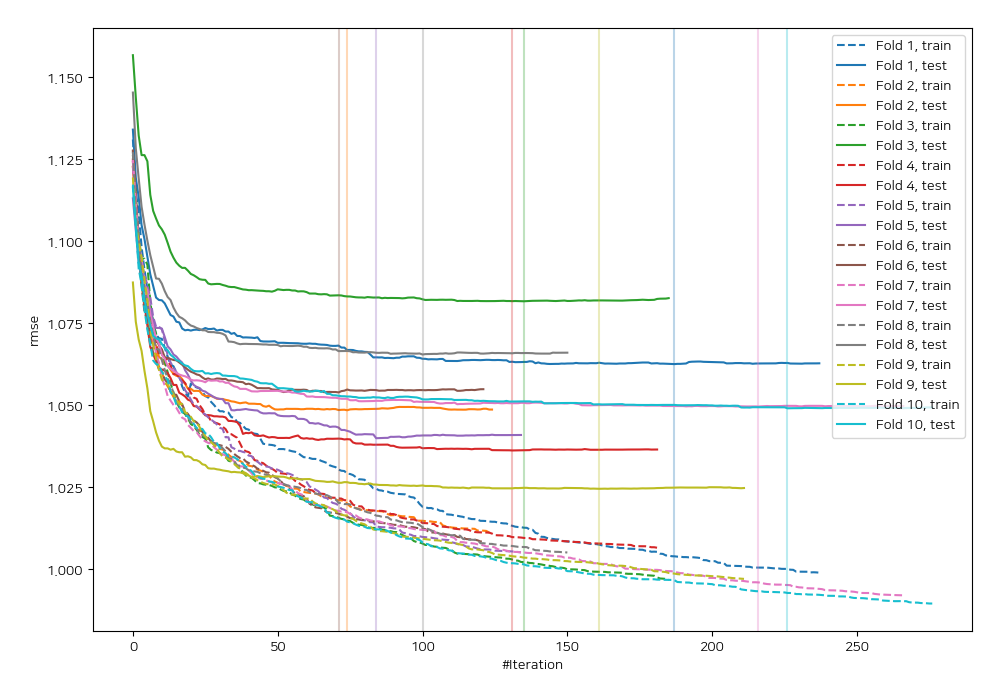 1,150
1,125
1,100
1,075
1,050
1,025
1,000
rmse
0
50
100
150
200
250
#Iteration
Fold 1, train
Fold 1, test
Fold 2, train
Fold 2, test
Fold 3, train
Fold 3, test
Fold 4, train
Fold 4, test
Fold 5, train
Fold 5, test
Fold 6, train
Fold 6, test
Fold 7, train
Fold 7, test
Fold 8, train
Fold 8, test
Fold 9, train
Fold 9, test
Fold 10, train
Fold 10, test